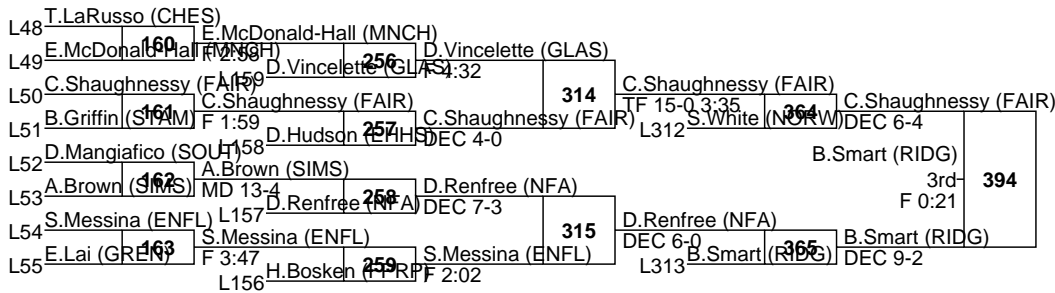 L48 T.LaRusso (CHES)
160
L49 E.McDonald-Hall (MNCH)
E.McDonald-Hall (MNCH)
F 2:58
256
L159 D.Vincelette (GLAS)
D.Vincelette (GLAS)
F 4:32
L50 C.Shaughnessy (FAIR)
161
L51 B.Griffin (STAM)
C.Shaughnessy (FAIR)
F 1:59
257
L158 D.Hudson (EHHS)
C.Shaughnessy (FAIR)
DEC 4-0
314
C.Shaughnessy (FAIR)
TF 15-0 3:35
364
L312 S.White (NORW)
C.Shaughnessy (FAIR)
DEC 6-4
L52 D.Mangiafico (SOUT)
162
L53 A.Brown (SIMS)
A.Brown (SIMS)
MD 13-4
258
L157 D.Renfree (NFA)
D.Renfree (NFA)
DEC 7-3
L54 S.Messina (ENFL)
163
L55 E.Lai (GREN)
S.Messina (ENFL)
F 3:47
259
L156 H.Bosken (FPRP)
S.Messina (ENFL)
F 2:02
315
D.Renfree (NFA)
DEC 6-0
365
L313 B.Smart (RIDG)
B.Smart (RIDG)
DEC 9-2
B.Smart (RIDG)
3rd
F 0:21
394